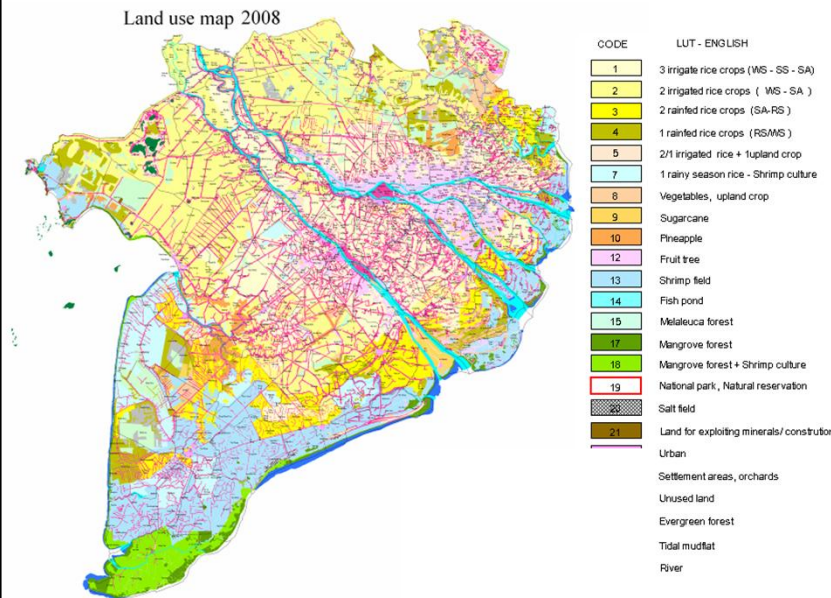 Land use map 2008
CODE LUT - ENGLISH
1 3 irrigate rice crops (WS - SS - SA)
2 2 irrigated rice crops ( WS - SA )
3 2 rainfed rice crops (SA-RS )
4 1 rainfed rice crops (RS/WS )
5 2/1 irrigated rice + 1upland crop
7 1 rainy season rice - Shrimp culture
8 Vegetables, upland crop
9 Sugarcane
10 Pineapple
12 Fruit tree
13 Shrimp field
14 Fish pond
15 Melaleuca forest
17 Mangrove forest
18 Mangrove forest + Shrimp culture
19 National park, Natural reservation
20 Salt field
21 Land for exploiting minerals/ constrution
Urban
Settlement areas, orchards
Unused land
Evergreen forest
Tidal mudflat
River